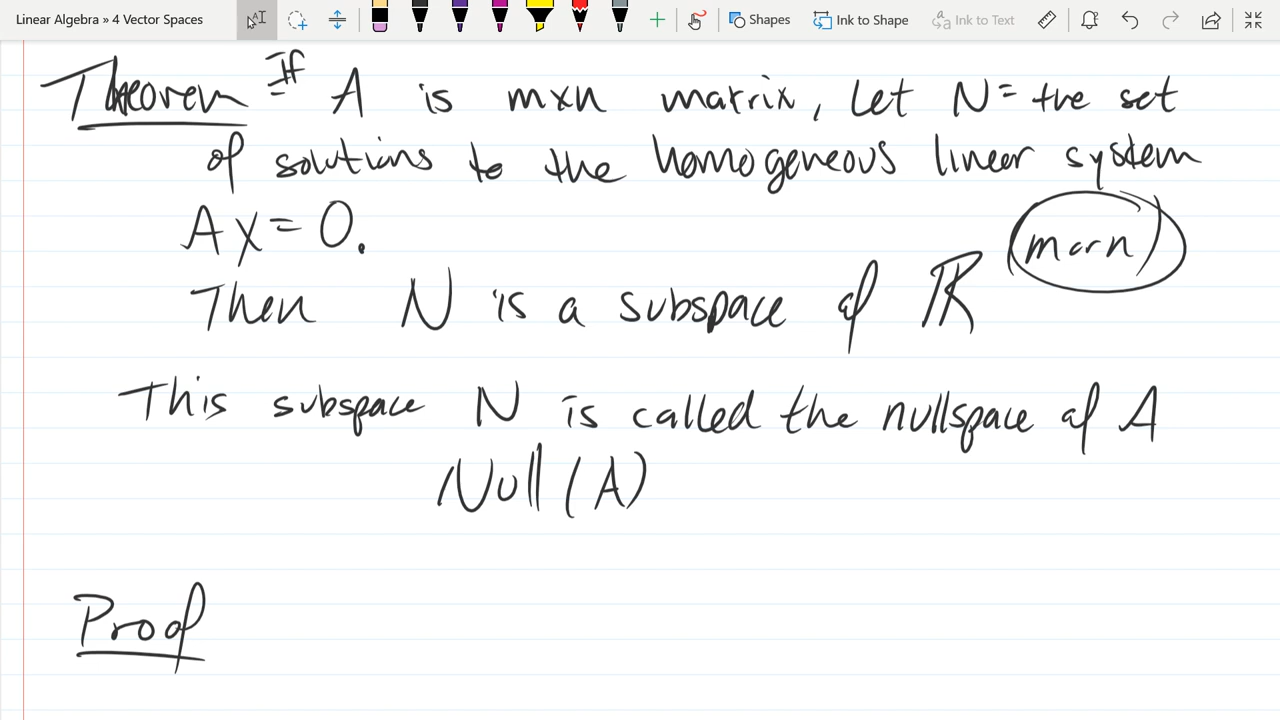 Linear Algebra » 4 Vector Spaces
Shapes
Ink to Shape
Ink to Text
Theorem If A is mxn matrix, Let N = the set
of solutions to the homogeneous linear system
Ax = 0.
(m or n)
Then N is a subspace of ℝ
This subspace N is called the nullspace of A
Null(A)
Proof